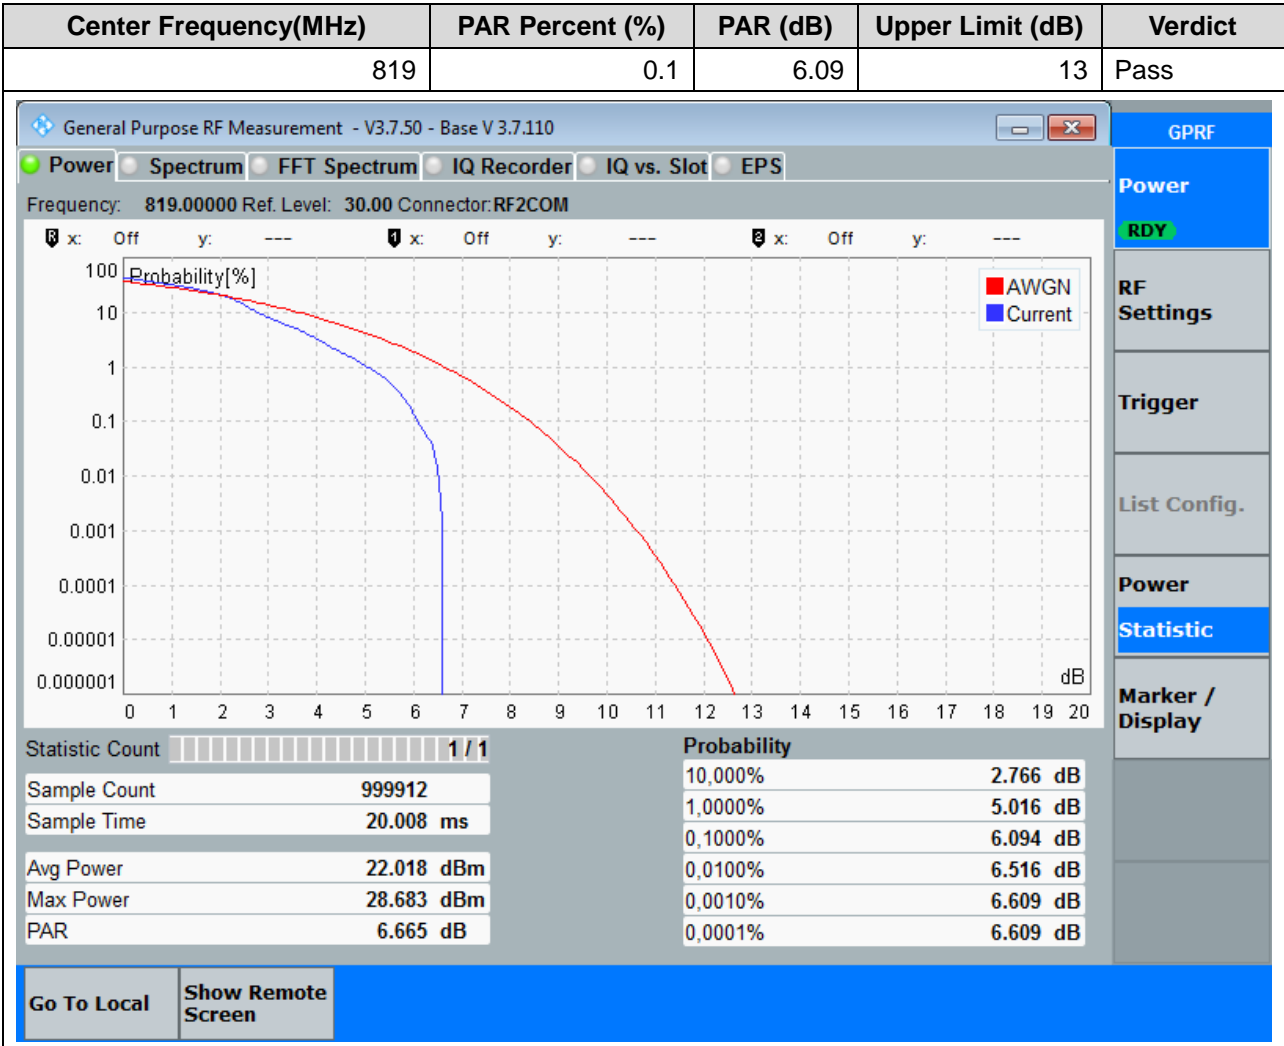 Center Frequency(MHz) PAR Percent (%) PAR (dB) Upper Limit (dB) Verdict
819 0.1 6.09 13 Pass
General Purpose RF Measurement - V3.7.50 - Base V 3.7.110
GPRF
Power Spectrum FFT Spectrum IQ Recorder IQ vs. Slot EPS
Frequency: 819.00000 Ref. Level: 30.00 Connector:RF2COM
R x: Off y: --- 1 x: Off y: --- 2 x: Off y: ---
Probability[%]
AWGN
Current
100
10
1
0.1
0.01
0.001
0.0001
0.00001
0.000001
dB
0 1 2 3 4 5 6 7 8 9 10 11 12 13 14 15 16 17 18 19 20
Statistic Count 1 / 1
Sample Count 999912
Sample Time 20.008 ms
Avg Power 22.018 dBm
Max Power 28.683 dBm
PAR 6.665 dB
Probability
10,000% 2.766 dB
1,0000% 5.016 dB
0,1000% 6.094 dB
0,0100% 6.516 dB
0,0010% 6.609 dB
0,0001% 6.609 dB
Power
RDY
RF
Settings
Trigger
List Config.
Power
Statistic
Marker /
Display
Go To Local
Show Remote
Screen